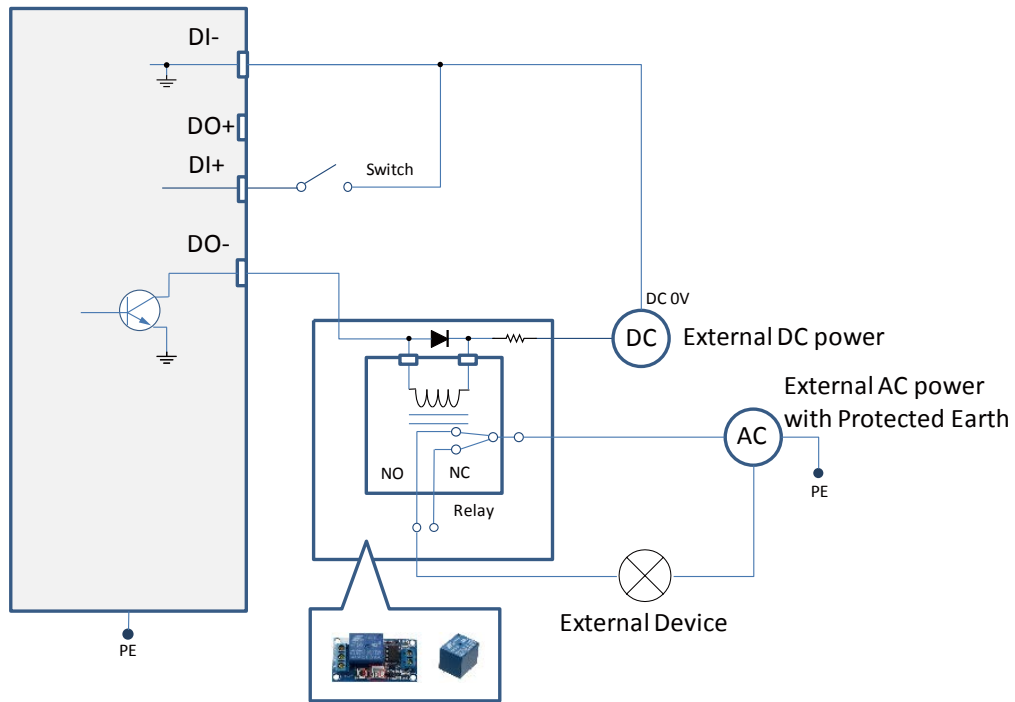 DI-
DO+
DI+
Switch
DO-
DC 0V
DC
External DC power
External AC power
with Protected Earth
AC
NO
NC
PE
Relay
External Device
PE